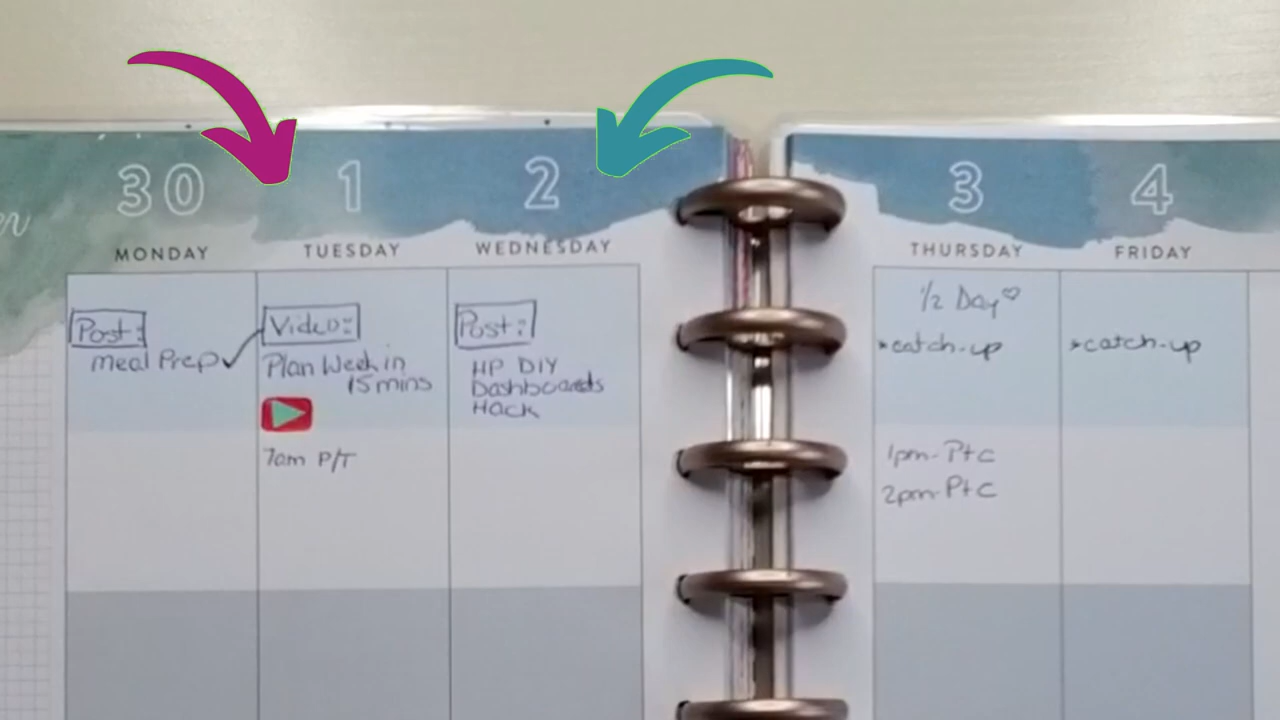 30 1 2 3 4
MONDAY TUESDAY WEDNESDAY THURSDAY FRIDAY
Post:
meal Prep✓
Video:
Plan Week in
15 mins
7am P/T
Post:
HP DIY
Dashboards
Hack
1/2 Day♡
*catch-up
1pm-PtC
2pm-PtC
*catch-up